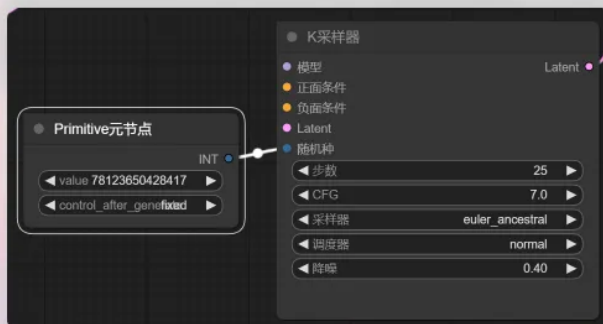 K采样器
模型
Latent
正面条件
负面条件
Latent
随机种
Primitive元节点
INT
value 78123650428417
control_after_generate fixed
步数 25
CFG 7.0
采样器 euler_ancestral
调度器 normal
降噪 0.40